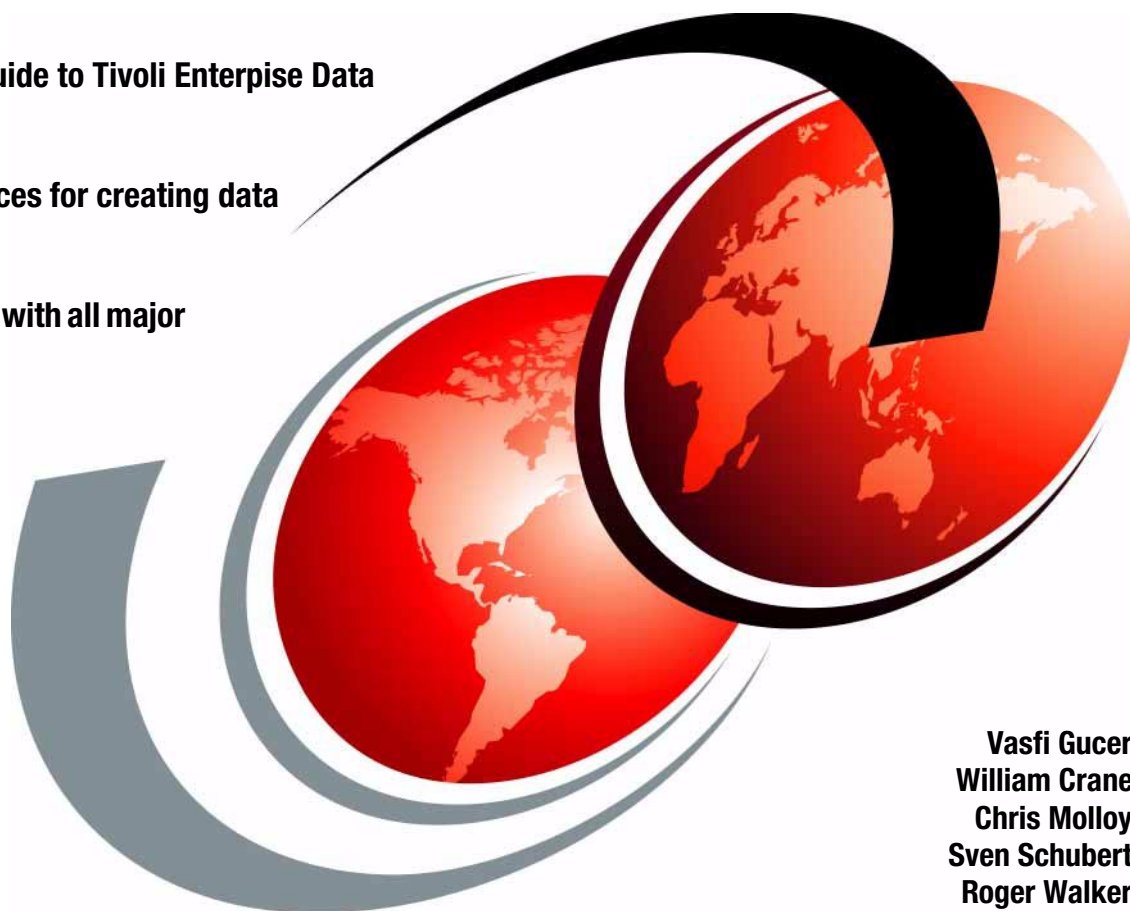 uide to Tivoli Enterpise Data
ces for creating data
with all major
Vasfi Gucer
William Crane
Chris Molloy
Sven Schubert
Roger Walker